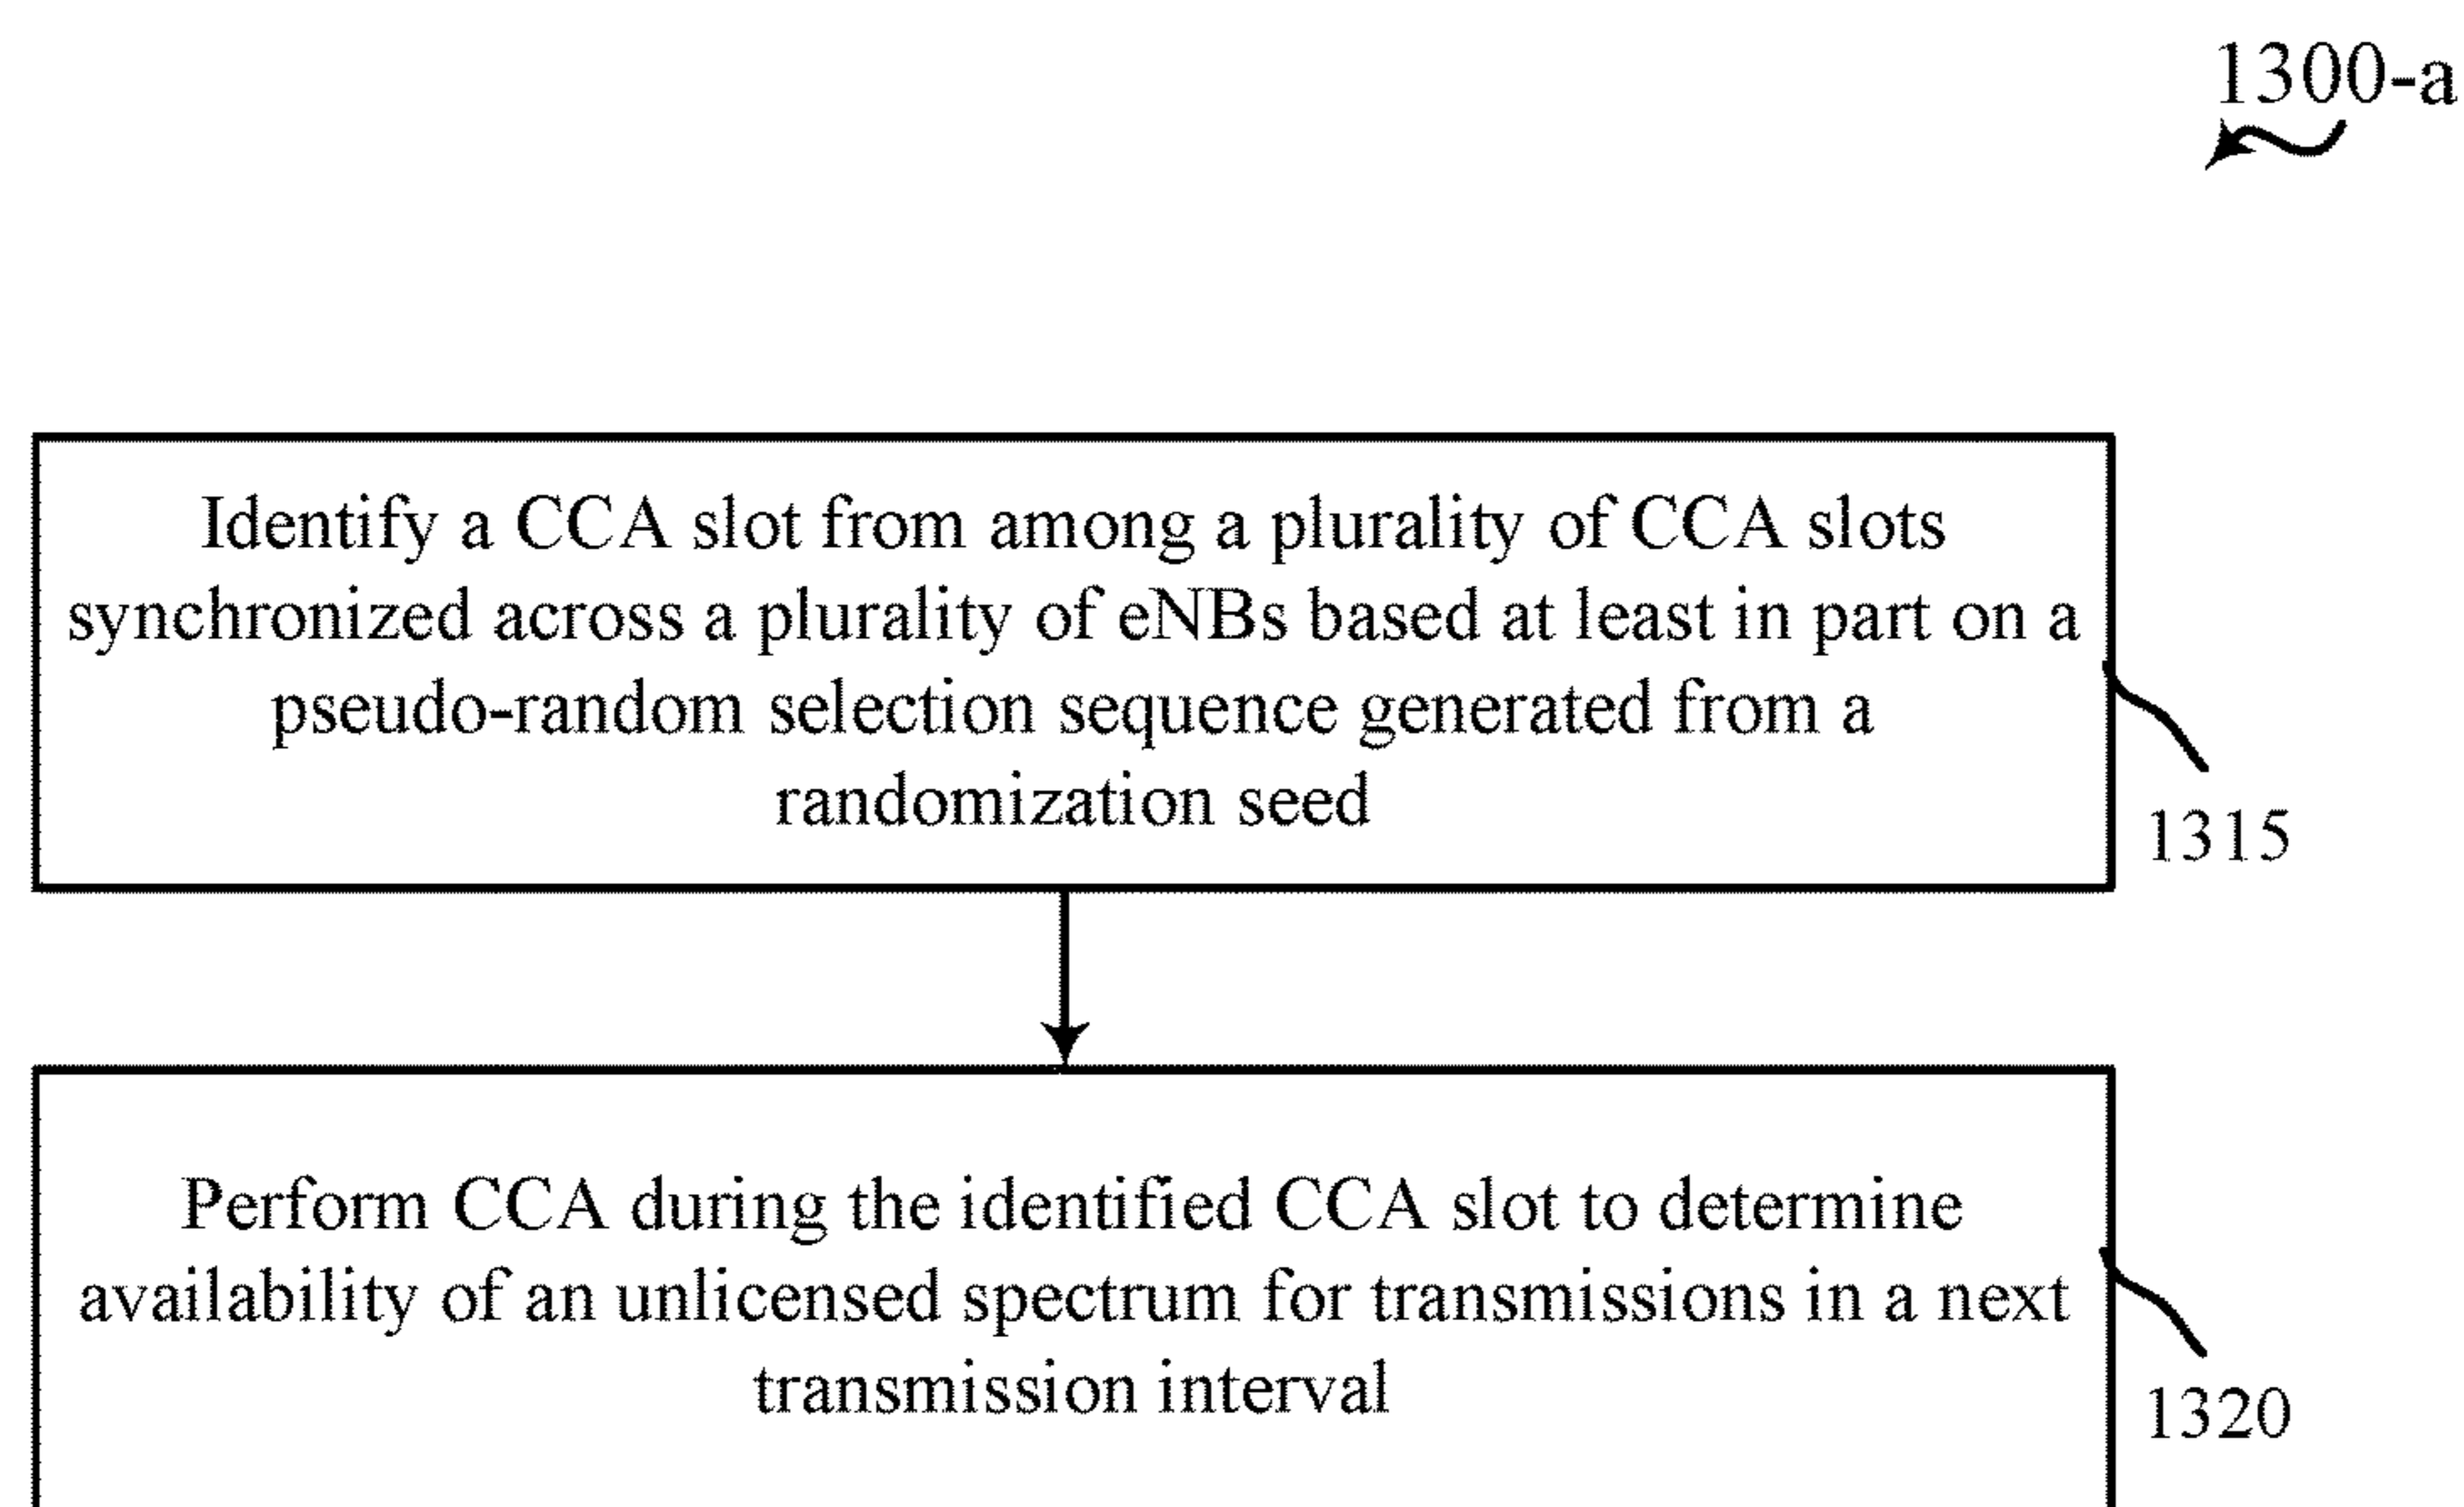 1300-a
Identify a CCA slot from among a plurality of CCA slots
synchronized across a plurality of eNBs based at least in part on a
pseudo-random selection sequence generated from a
randomization seed
1315
Perform CCA during the identified CCA slot to determine
availability of an unlicensed spectrum for transmissions in a next
transmission interval
1320